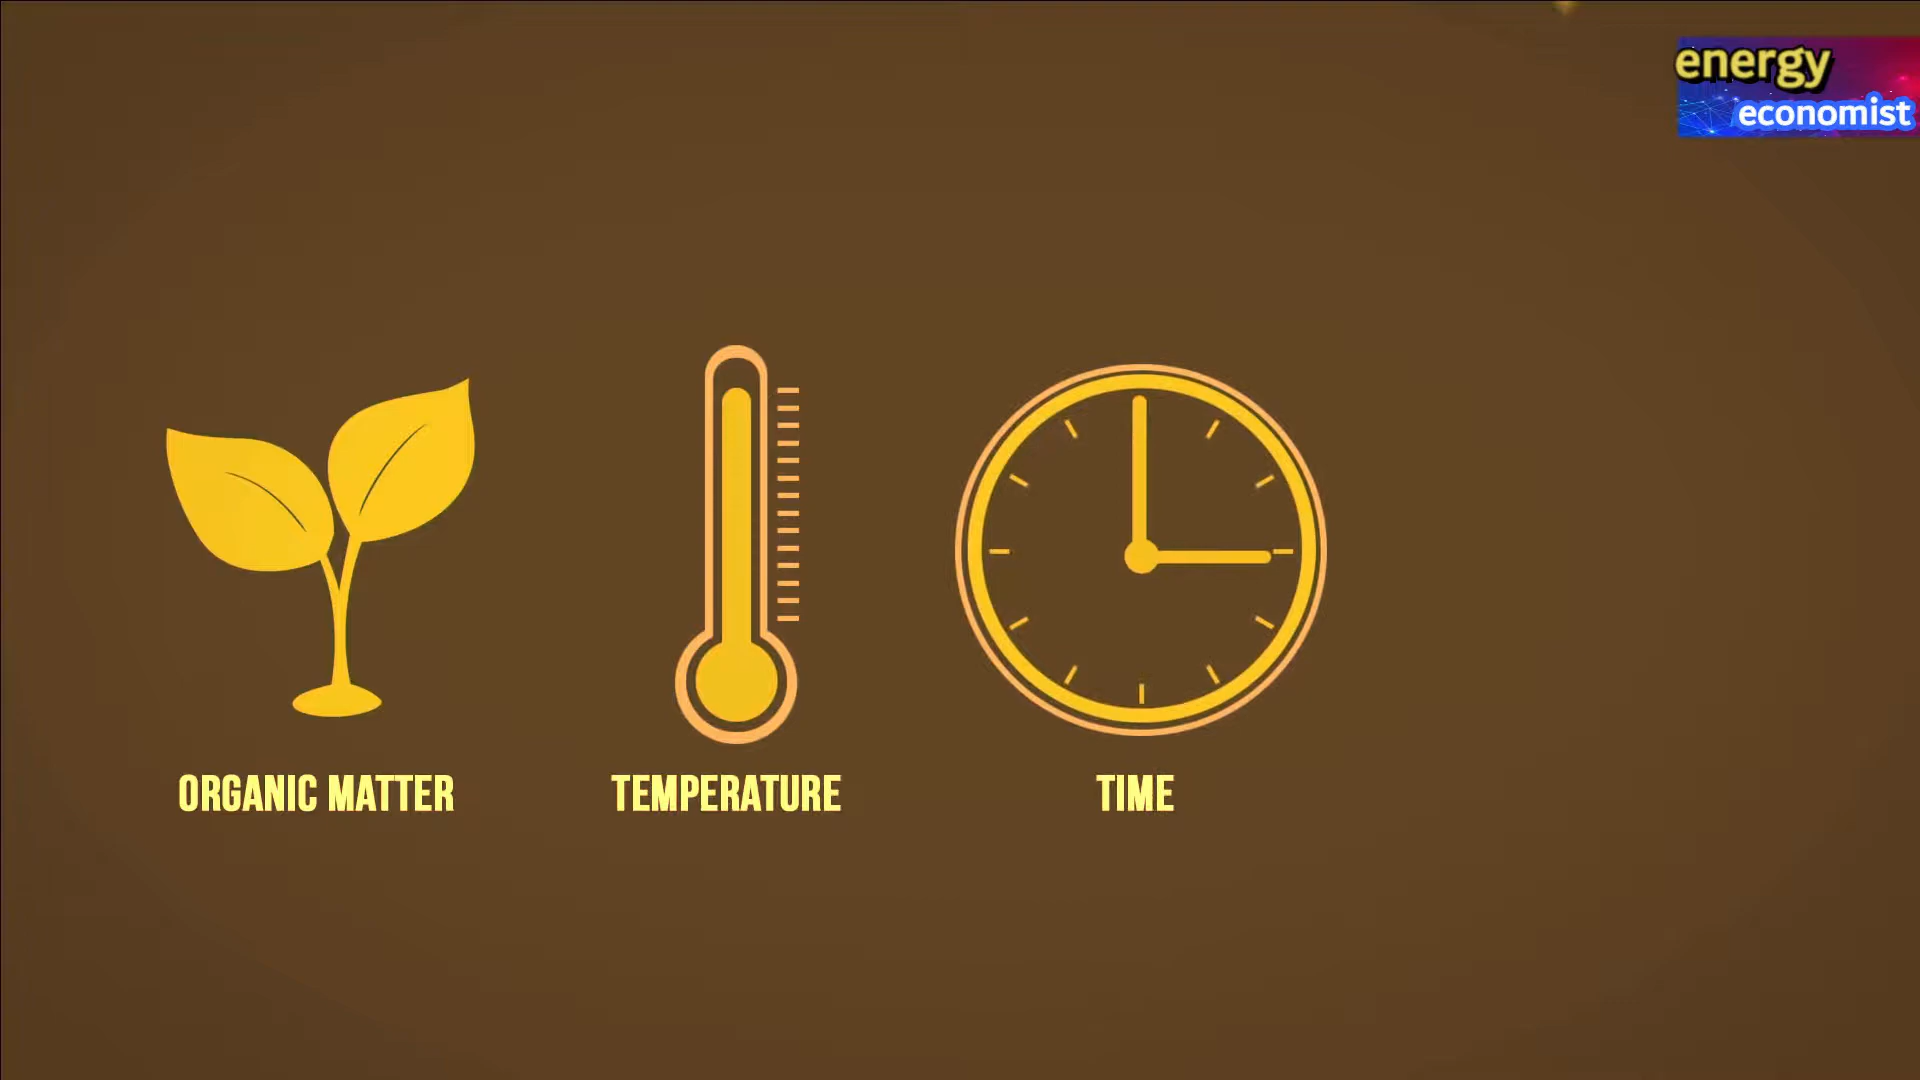 energy
economist
ORGANIC MATTER
TEMPERATURE
TIME